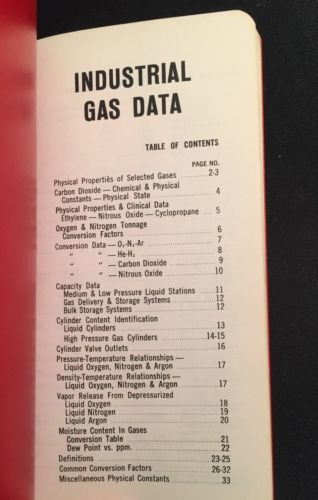 INDUSTRIAL
GAS DATA
TABLE OF CONTENTS
PAGE NO.
Physical Properties of Selected Gases 2-3
Carbon Dioxide — Chemical & Physical
Constants — Physical State 4
Physical Properties & Clinical Data
Ethylene — Nitrous Oxide — Cyclopropane 5
Oxygen & Nitrogen Tonnage
Conversion Factors 6
Conversion Data — O₂-N₂-Ar 7
" " — He-H₂ 8
" " — Carbon Dioxide 9
" " — Nitrous Oxide 10
Capacity Data
Medium & Low Pressure Liquid Stations 11
Gas Delivery & Storage Systems 12
Bulk Storage Systems 12
Cylinder Content Identification
Liquid Cylinders 13
High Pressure Gas Cylinders 14-15
Cylinder Valve Outlets 16
Pressure-Temperature Relationships —
Liquid Oxygen, Nitrogen & Argon 17
Density-Temperature Relationships —
Liquid Oxygen, Nitrogen & Argon 17
Vapor Release From Depressurized
Liquid Oxygen 18
Liquid Nitrogen 19
Liquid Argon 20
Moisture Content In Gases
Conversion Table 21
Dew Point vs. ppm. 22
Definitions 23-25
Common Conversion Factors 26-32
Miscellaneous Physical Constants 33